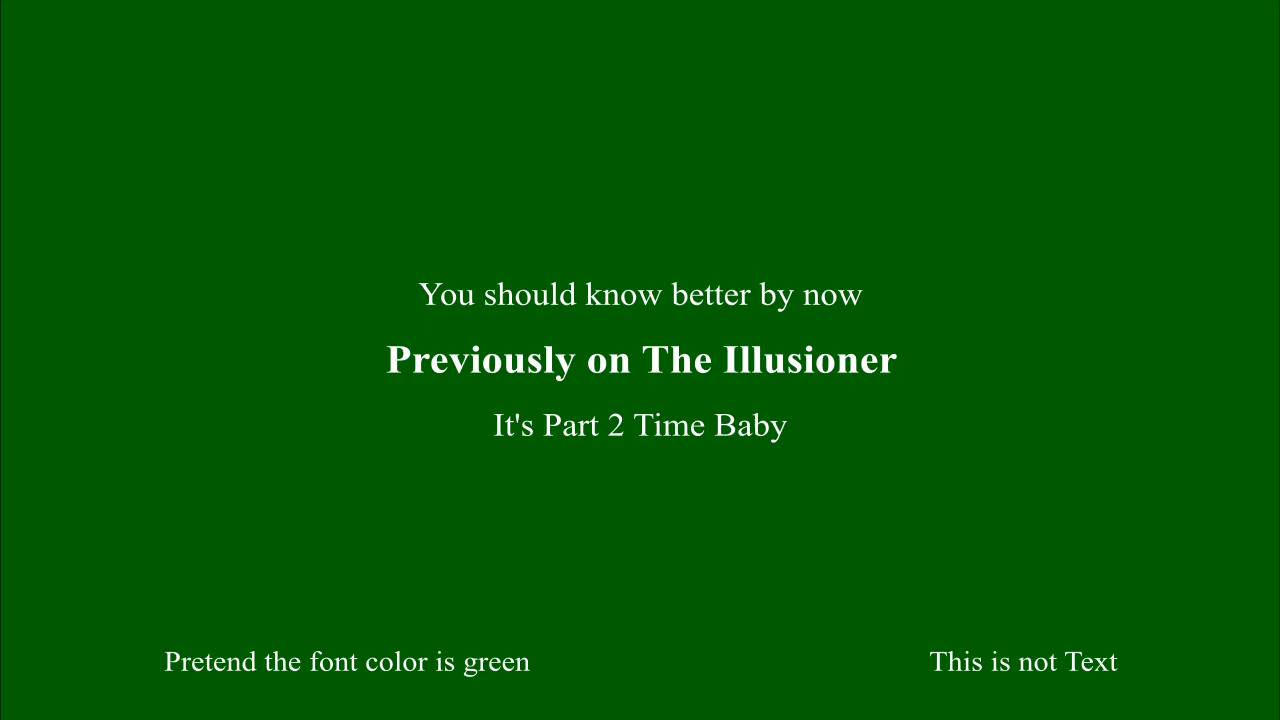 You should know better by now
Previously on The Illusioner
It's Part 2 Time Baby
Pretend the font color is green
This is not Text